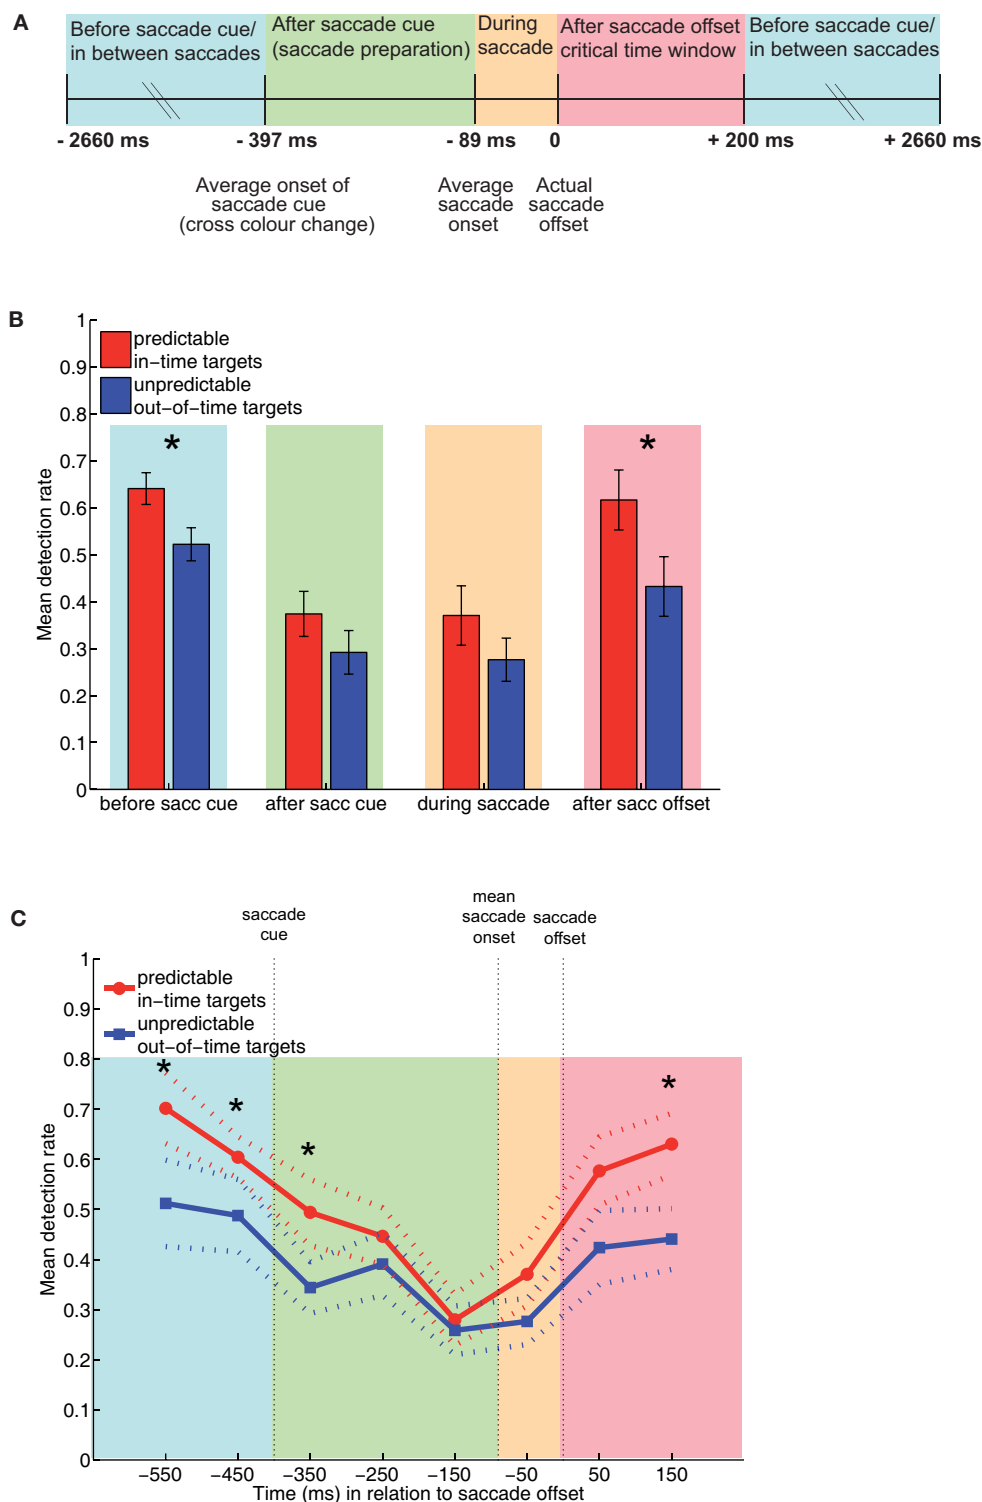 A
Before saccade cue/
in between saccades
After saccade cue
(saccade preparation)
During
saccade
After saccade offset
critical time window
Before saccade cue/
in between saccades
- 2660 ms
- 397 ms
- 89 ms
0
+ 200 ms
+ 2660 ms
Average onset of
saccade cue
(cross colour change)
Average
saccade
onset
Actual
saccade
offset
B
predictable
in−time targets
unpredictable
out−of−time targets
Mean detection rate
1
0.9
0.8
0.7
0.6
0.5
0.4
0.3
0.2
0.1
0
*
*
before sacc cue
after sacc cue
during saccade
after sacc offset
C
saccade
cue
mean
saccade
onset
saccade
offset
predictable
in−time targets
unpredictable
out−of−time targets
Mean detection rate
1
0.9
0.8
0.7
0.6
0.5
0.4
0.3
0.2
0.1
0
*
*
*
*
−550 −450 −350 −250 −150 −50 50 150
Time (ms) in relation to saccade offset